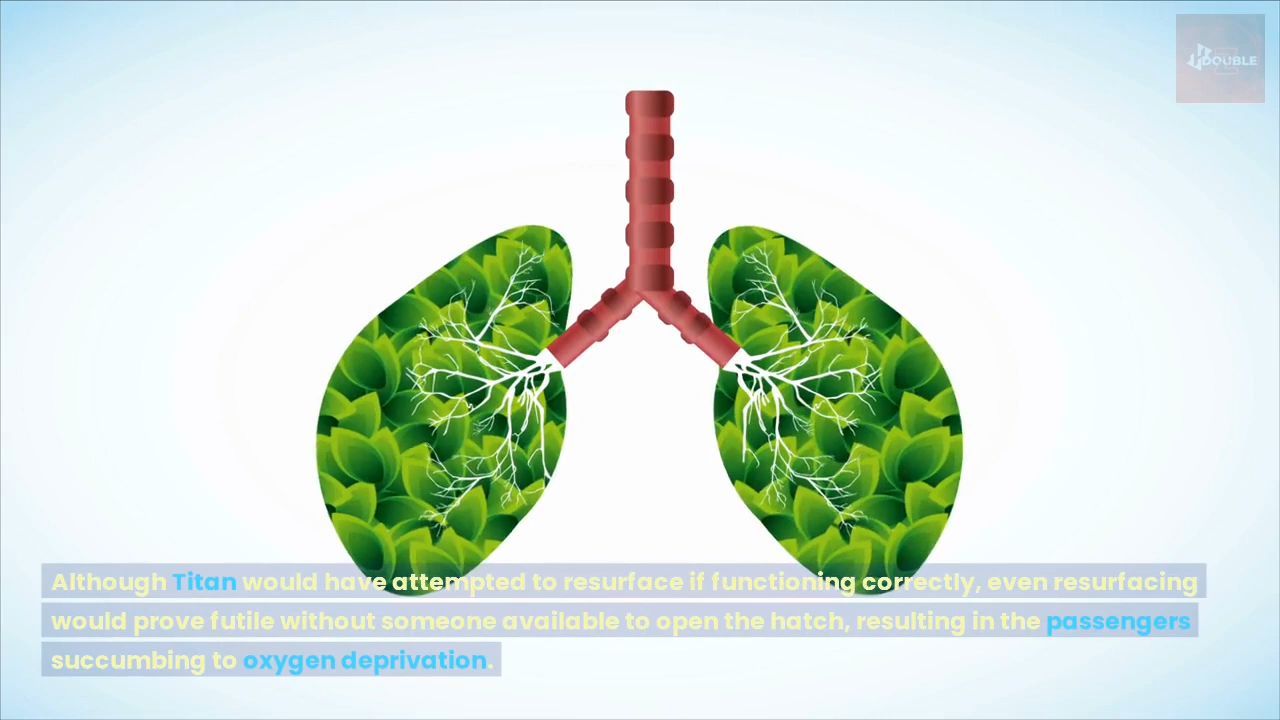 DOUBLE
Although Titan would have attempted to resurface if functioning correctly, even resurfacing
would prove futile without someone available to open the hatch, resulting in the passengers
succumbing to oxygen deprivation.